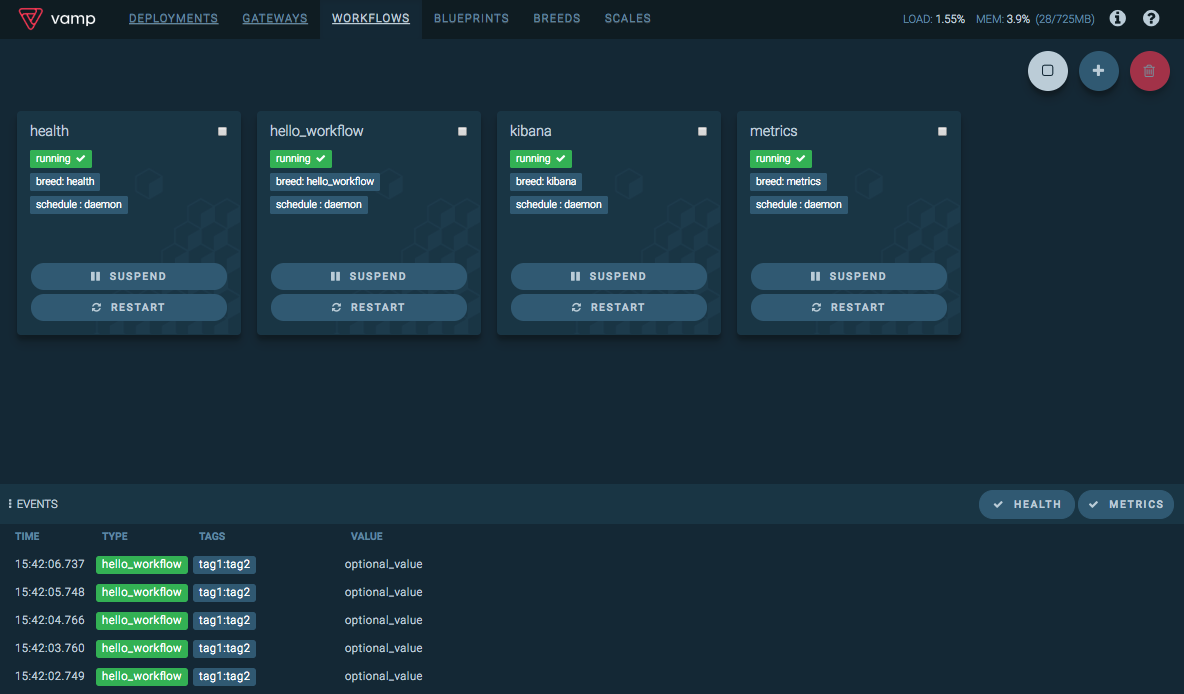 vamp DEPLOYMENTS GATEWAYS WORKFLOWS BLUEPRINTS BREEDS SCALES LOAD: 1.55% MEM: 3.9% (28/725MB)
health hello_workflow kibana metrics
running running running running
breed: health breed: hello_workflow breed: kibana breed: metrics
schedule : daemon schedule : daemon schedule : daemon schedule : daemon
SUSPEND SUSPEND SUSPEND SUSPEND
RESTART RESTART RESTART RESTART
EVENTS HEALTH METRICS
TIME TYPE TAGS VALUE
15:42:06.737 hello_workflow tag1:tag2 optional_value
15:42:05.748 hello_workflow tag1:tag2 optional_value
15:42:04.766 hello_workflow tag1:tag2 optional_value
15:42:03.760 hello_workflow tag1:tag2 optional_value
15:42:02.749 hello_workflow tag1:tag2 optional_value